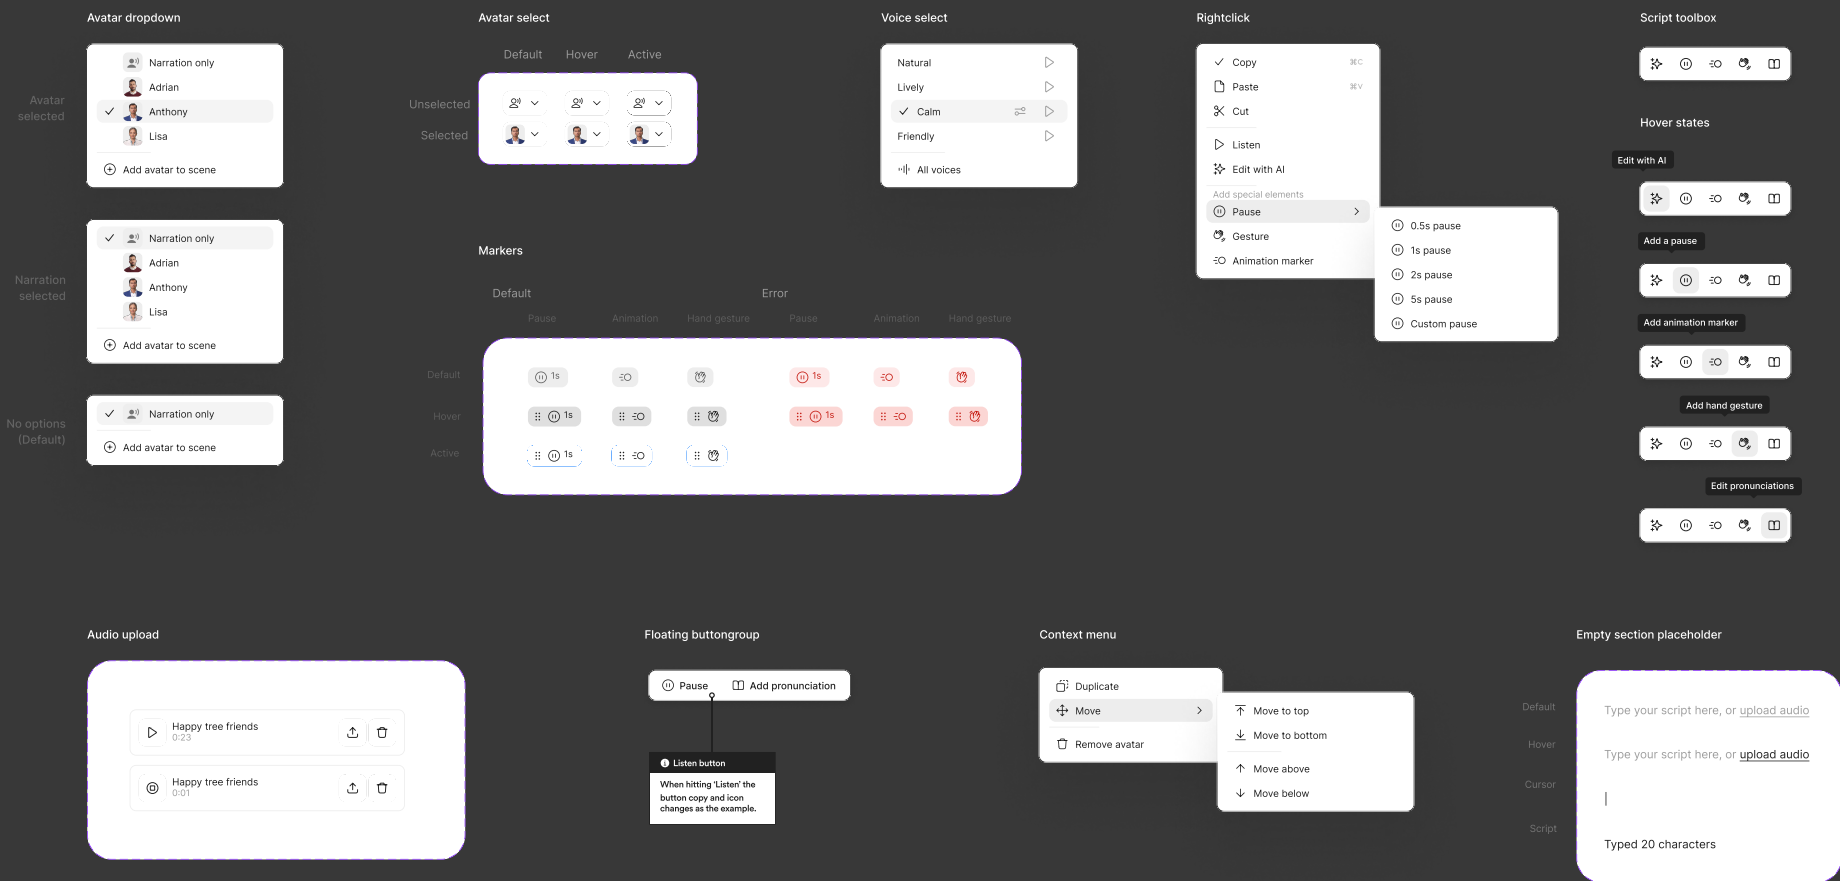 Avatar dropdown
Avatar selected
Narration only
Adrian
Anthony
Lisa
Add avatar to scene
Narration selected
Narration only
Adrian
Anthony
Lisa
Add avatar to scene
No options (Default)
Narration only
Add avatar to scene
Avatar select
Default Hover Active
Unselected
Selected
Markers
Default Error
Pause Animation Hand gesture Pause Animation Hand gesture
Default
1s 1s
Hover
1s 1s
Active
1s
Voice select
Natural
Lively
Calm
Friendly
All voices
Rightclick
Copy ⌘C
Paste ⌘V
Cut
Listen
Edit with AI
Add special elements
Pause
Gesture
Animation marker
0.5s pause
1s pause
2s pause
5s pause
Custom pause
Script toolbox
Hover states
Edit with AI
Add a pause
Add animation marker
Add hand gesture
Edit pronunciations
Audio upload
Happy tree friends
0:23
Happy tree friends
0:01
Floating buttongroup
Pause Add pronunciation
Listen button
When hitting 'Listen' the
button copy and icon
changes as the example.
Context menu
Duplicate
Move
Remove avatar
Move to top
Move to bottom
Move above
Move below
Empty section placeholder
Default
Type your script here, or upload audio
Hover
Type your script here, or upload audio
Cursor
Script
Typed 20 characters